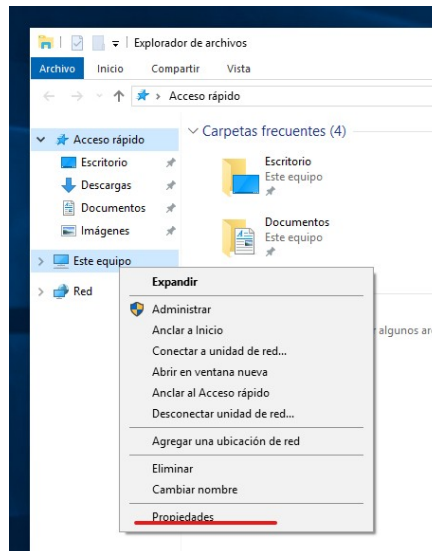 Explorador de archivos
Archivo Inicio Compartir Vista
Acceso rápido
Acceso rápido
Escritorio
Descargas
Documentos
Imágenes
Este equipo
Red
Carpetas frecuentes (4)
Escritorio
Este equipo
Documentos
Este equipo
algunos
Expandir
Administrar
Anclar a Inicio
Conectar a unidad de red...
Abrir en ventana nueva
Anclar al Acceso rápido
Desconectar unidad de red...
Agregar una ubicación de red
Eliminar
Cambiar nombre
Propiedades